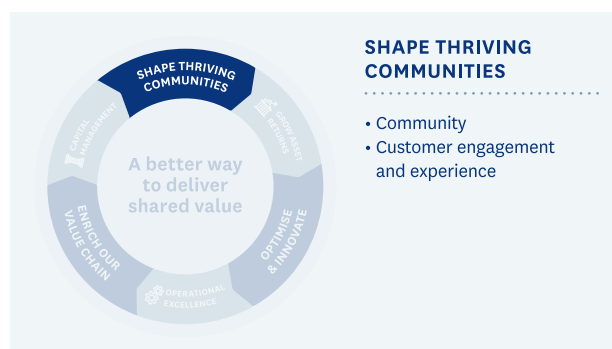 SHAPE THRIVING
COMMUNITIES
GROW ASSET
RETURNS
OPTIMISE
& INNOVATE
OPERATIONAL
EXCELLENCE
ENRICH OUR
VALUE CHAIN
CAPITAL
MANAGEMENT
A better way
to deliver
shared value
SHAPE THRIVING
COMMUNITIES
• Community
• Customer engagement
and experience